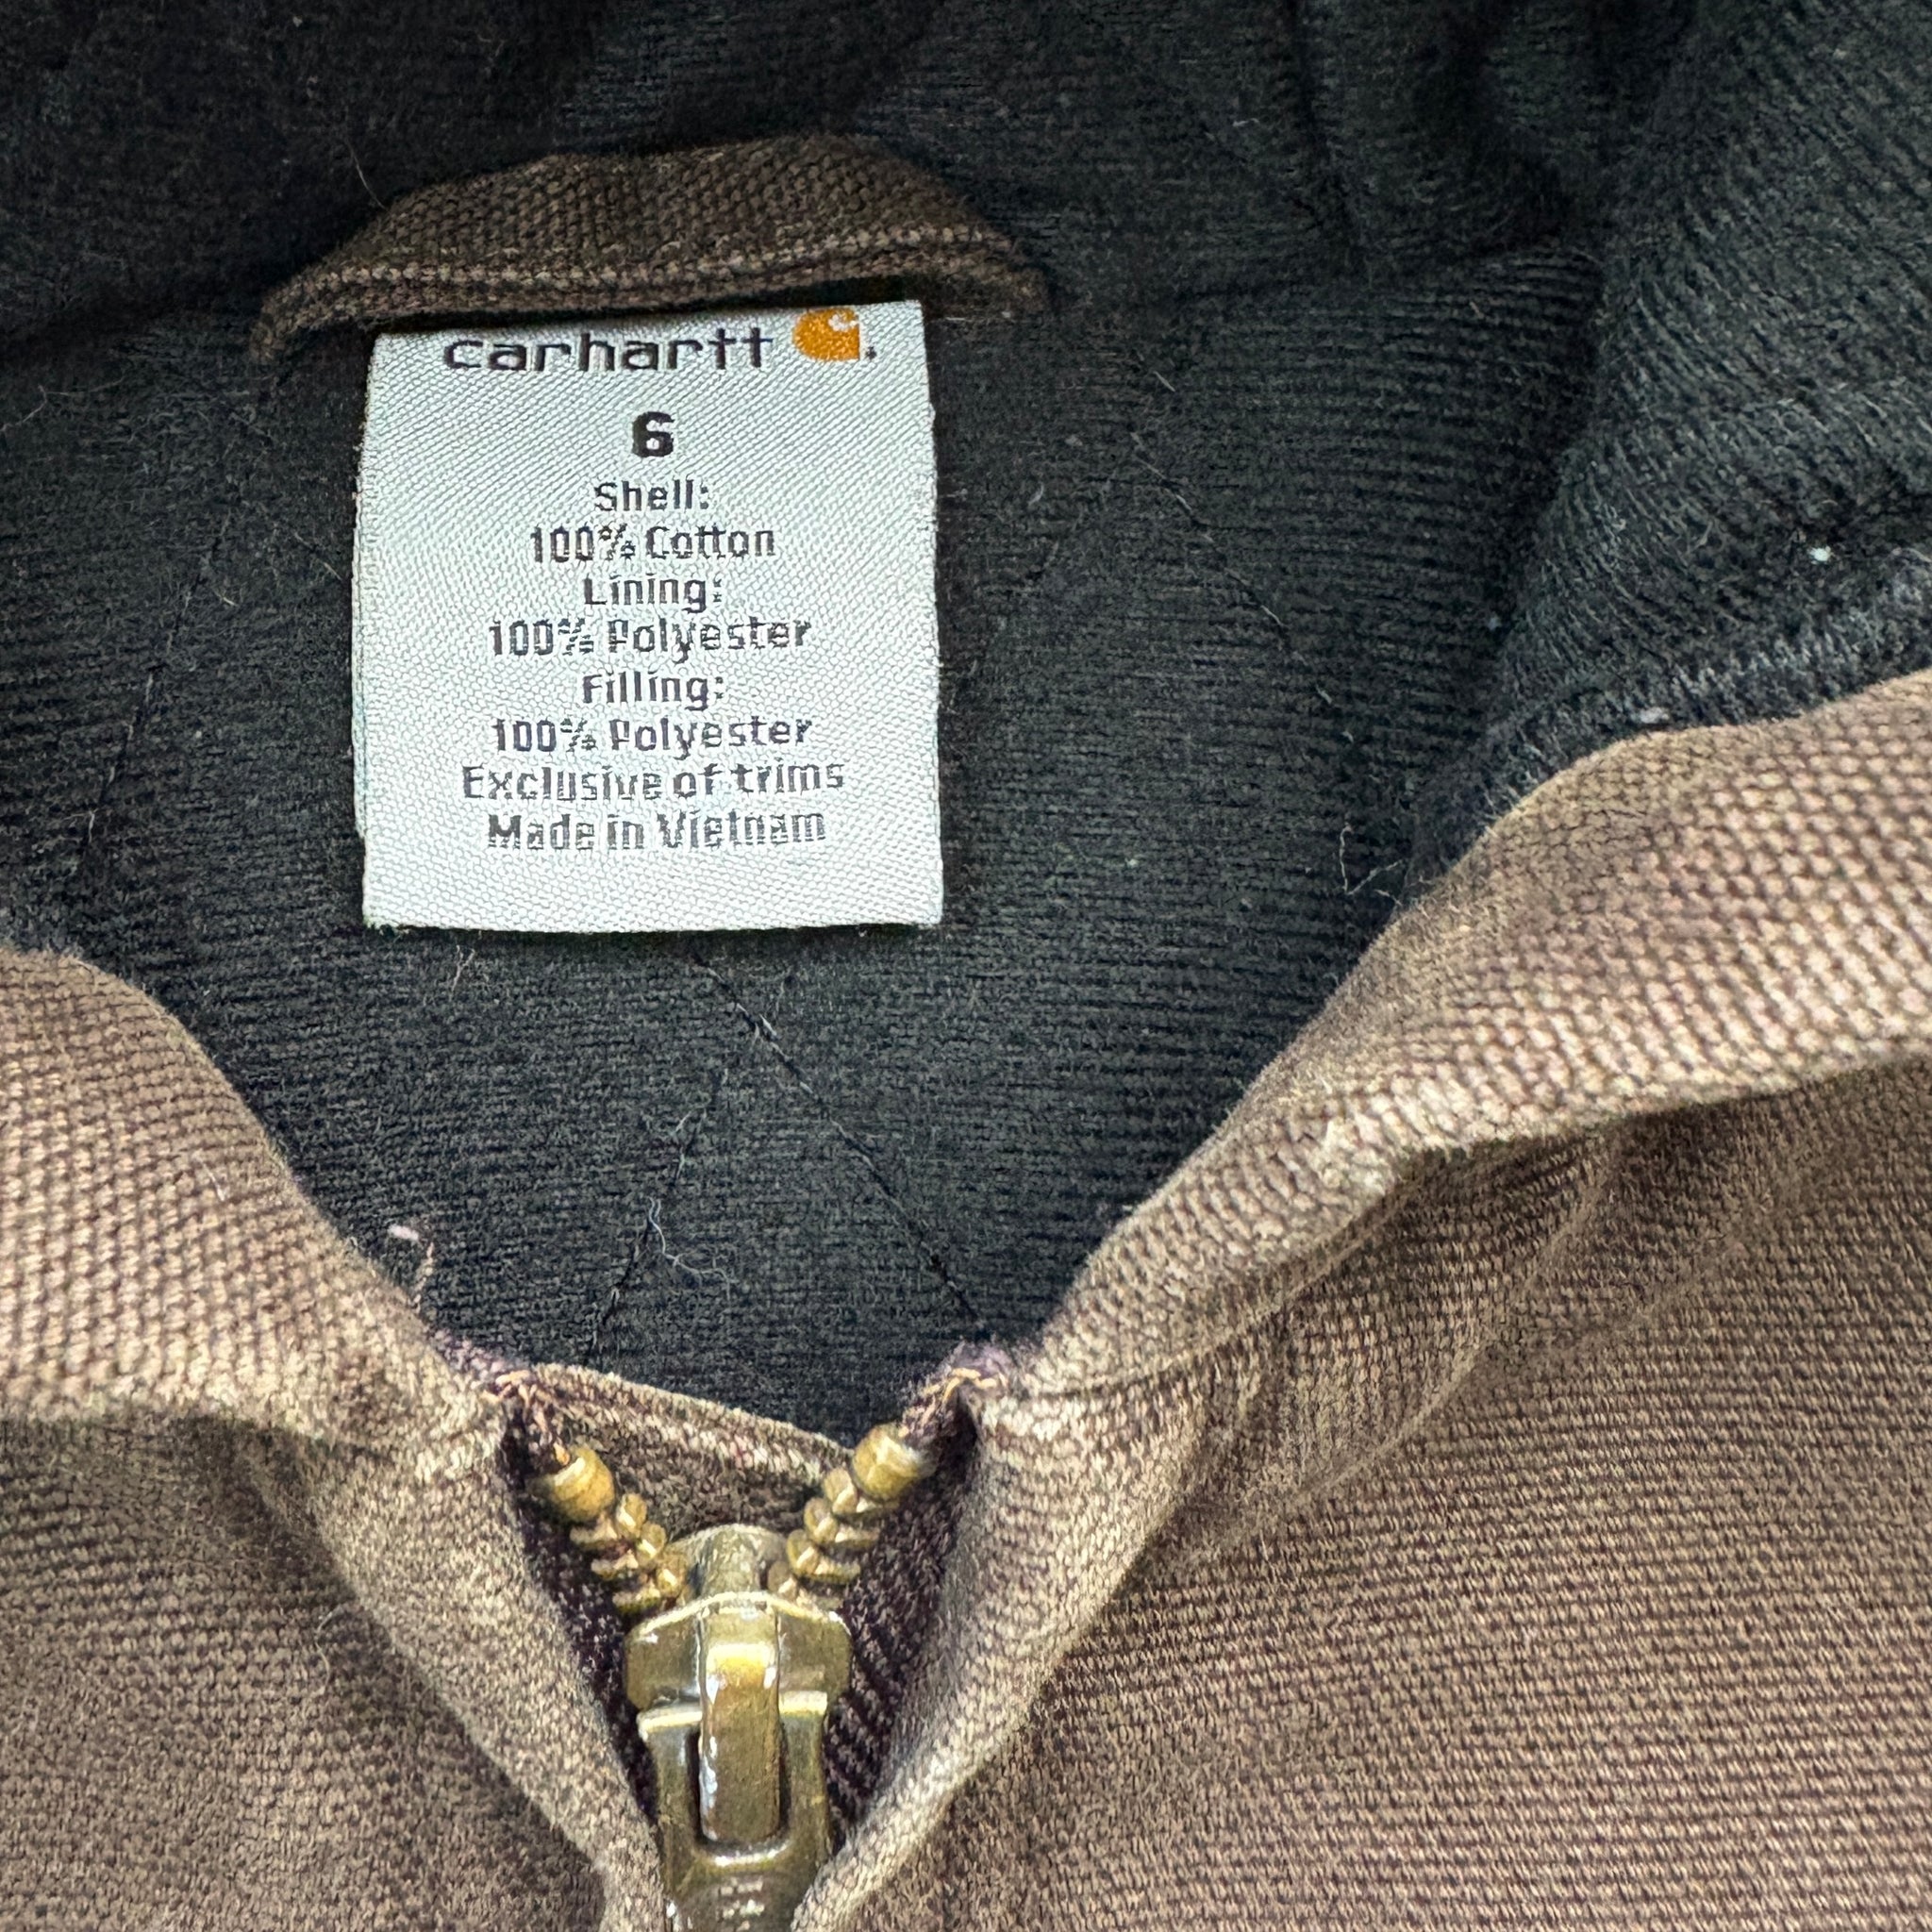 carhartt
6
Shell:
100% Cotton
Lining:
100% Polyester
Filling:
100% Polyester
Exclusive of trims
Made in Vietnam